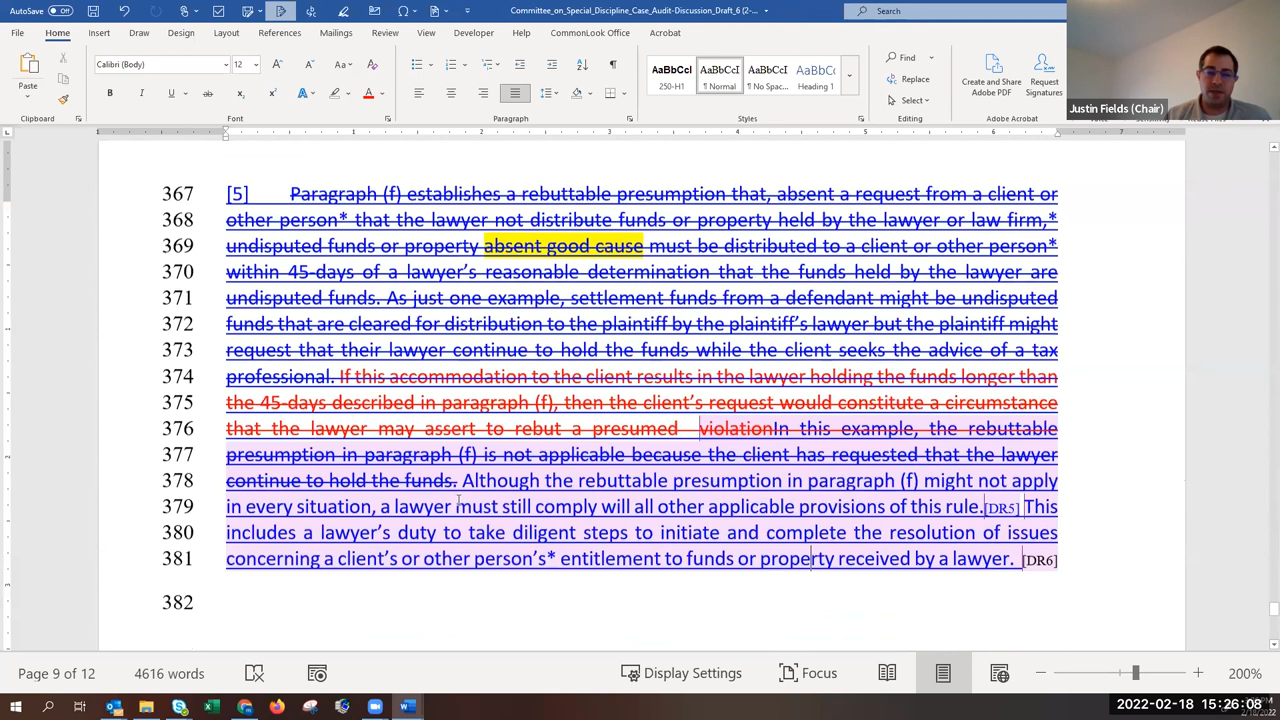 AutoSave Off
Committee_on_Special_Discipline_Case_Audit-Discussion_Draft_6 (2-...
Search
File Home Insert Draw Design Layout References Mailings Review View Developer Help CommonLook Office Acrobat
Calibri (Body) 12
Paste
Clipboard
Font
Paragraph
AaBbCcI AaBbCcI AaBbCcI AaBbCcI
250-H1 ¶ Normal ¶ No Spac... Heading 1
Styles
Find
Replace
Select
Editing
Create and Share Adobe PDF
Request Signatures
Adobe Acrobat
Justin Fields (Chair)
367 [5] Paragraph (f) establishes a rebuttable presumption that, absent a request from a client or
368 other person* that the lawyer not distribute funds or property held by the lawyer or law firm,*
369 undisputed funds or property absent good cause must be distributed to a client or other person*
370 within 45-days of a lawyer's reasonable determination that the funds held by the lawyer are
371 undisputed funds. As just one example, settlement funds from a defendant might be undisputed
372 funds that are cleared for distribution to the plaintiff by the plaintiff's lawyer but the plaintiff might
373 request that their lawyer continue to hold the funds while the client seeks the advice of a tax
374 professional. If this accommodation to the client results in the lawyer holding the funds longer than
375 the 45-days described in paragraph (f), then the client's request would constitute a circumstance
376 that the lawyer may assert to rebut a presumed violationIn this example, the rebuttable
377 presumption in paragraph (f) is not applicable because the client has requested that the lawyer
378 continue to hold the funds. Although the rebuttable presumption in paragraph (f) might not apply
379 in every situation, a lawyer must still comply will all other applicable provisions of this rule.[DR5] This
380 includes a lawyer's duty to take diligent steps to initiate and complete the resolution of issues
381 concerning a client's or other person's* entitlement to funds or property received by a lawyer. [DR6]
382
Page 9 of 12 4616 words Display Settings Focus 200%
2022-02-18 15:26:08